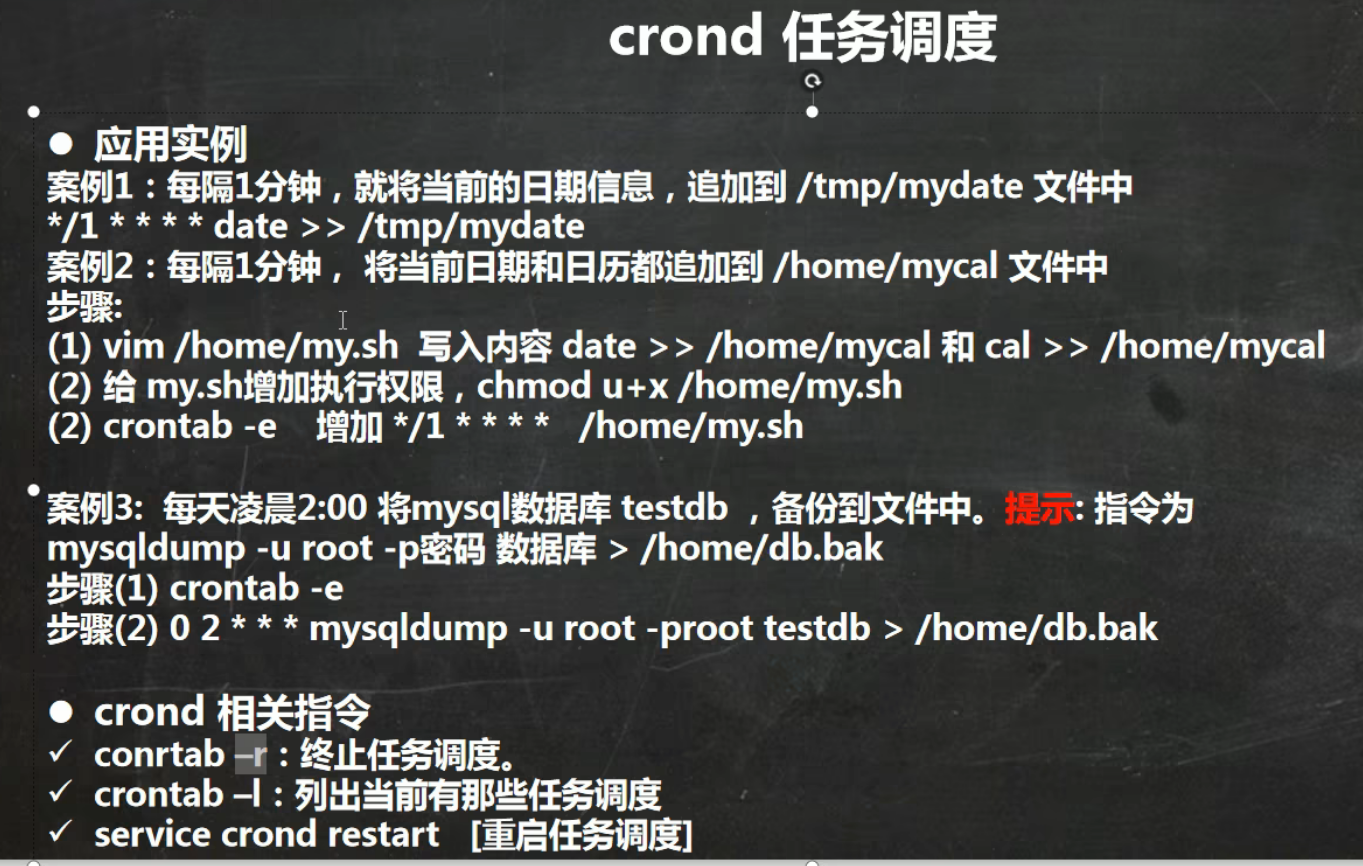 crond 任务调度
● 应用实例
案例1：每隔1分钟，就将当前的日期信息，追加到 /tmp/mydate 文件中
*/1 * * * * date >> /tmp/mydate
案例2：每隔1分钟， 将当前日期和日历都追加到 /home/mycal 文件中
步骤:
(1) vim /home/my.sh 写入内容 date >> /home/mycal 和 cal >> /home/mycal
(2) 给 my.sh增加执行权限，chmod u+x /home/my.sh
(2) crontab -e 增加 */1 * * * * /home/my.sh
案例3: 每天凌晨2:00 将mysql数据库 testdb ，备份到文件中。提示: 指令为
mysqldump -u root -p密码 数据库 > /home/db.bak
步骤(1) crontab -e
步骤(2) 0 2 * * * mysqldump -u root -proot testdb > /home/db.bak
● crond 相关指令
✓ conrtab –r：终止任务调度。
✓ crontab –l：列出当前有那些任务调度
✓ service crond restart [重启任务调度]